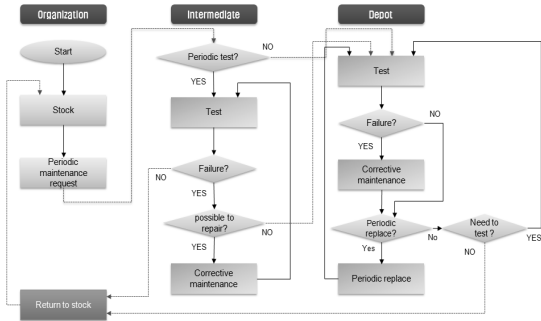 Organization
Intermediate
Depot
Start
Stock
Periodic
maintenance
request
Return to stock
Periodic test?
NO
YES
Test
Failure?
NO
YES
possible to
repair?
NO
YES
Corrective
maintenance
Test
Failure?
NO
YES
Corrective
maintenance
Periodic
replace?
Yes
No
Need to
test ?
YES
NO
Periodic replace